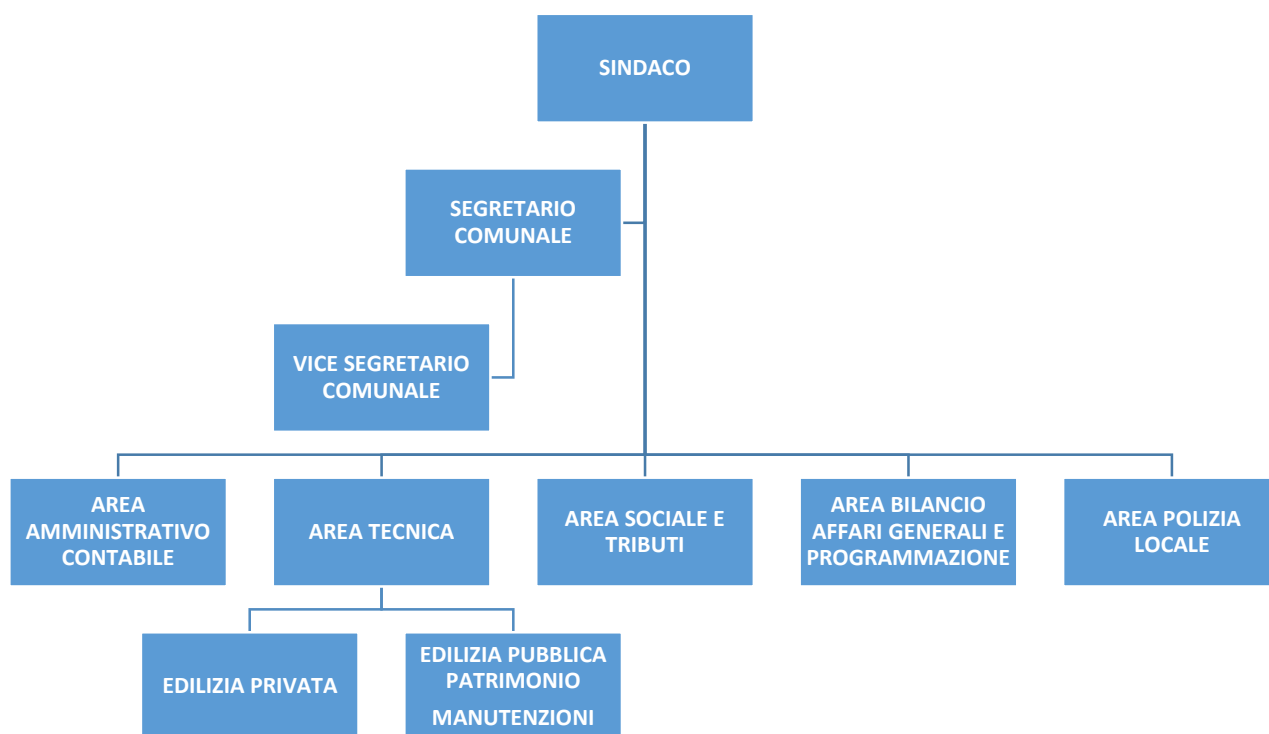 SINDACO
SEGRETARIO
COMUNALE
VICE SEGRETARIO
COMUNALE
AREA
AMMINISTRATIVO
CONTABILE
AREA TECNICA
AREA SOCIALE E
TRIBUTI
AREA BILANCIO
AFFARI GENERALI E
PROGRAMMAZIONE
AREA POLIZIA
LOCALE
EDILIZIA PRIVATA
EDILIZIA PUBBLICA
PATRIMONIO
MANUTENZIONI